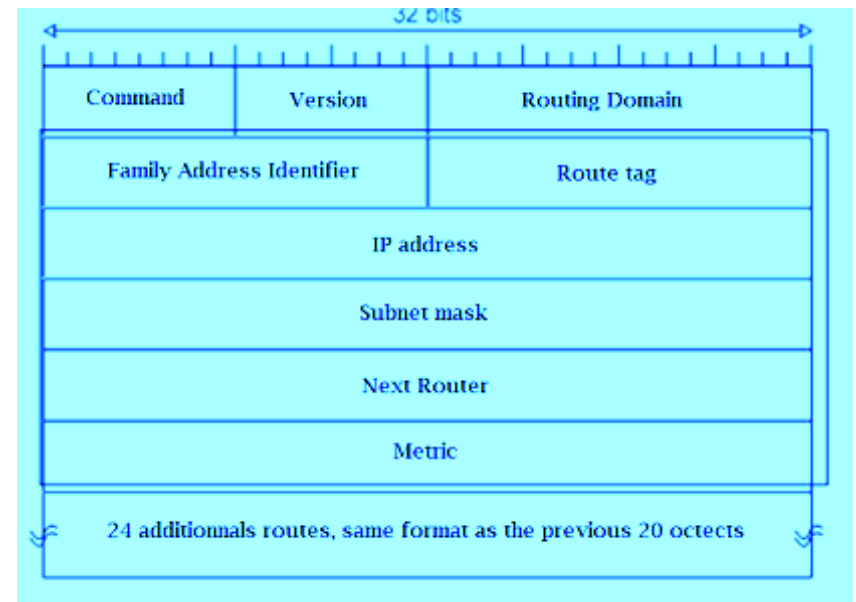 32 bits
Command Version Routing Domain
Family Address Identifier Route tag
IP address
Subnet mask
Next Router
Metric
24 additionnals routes, same format as the previous 20 octects